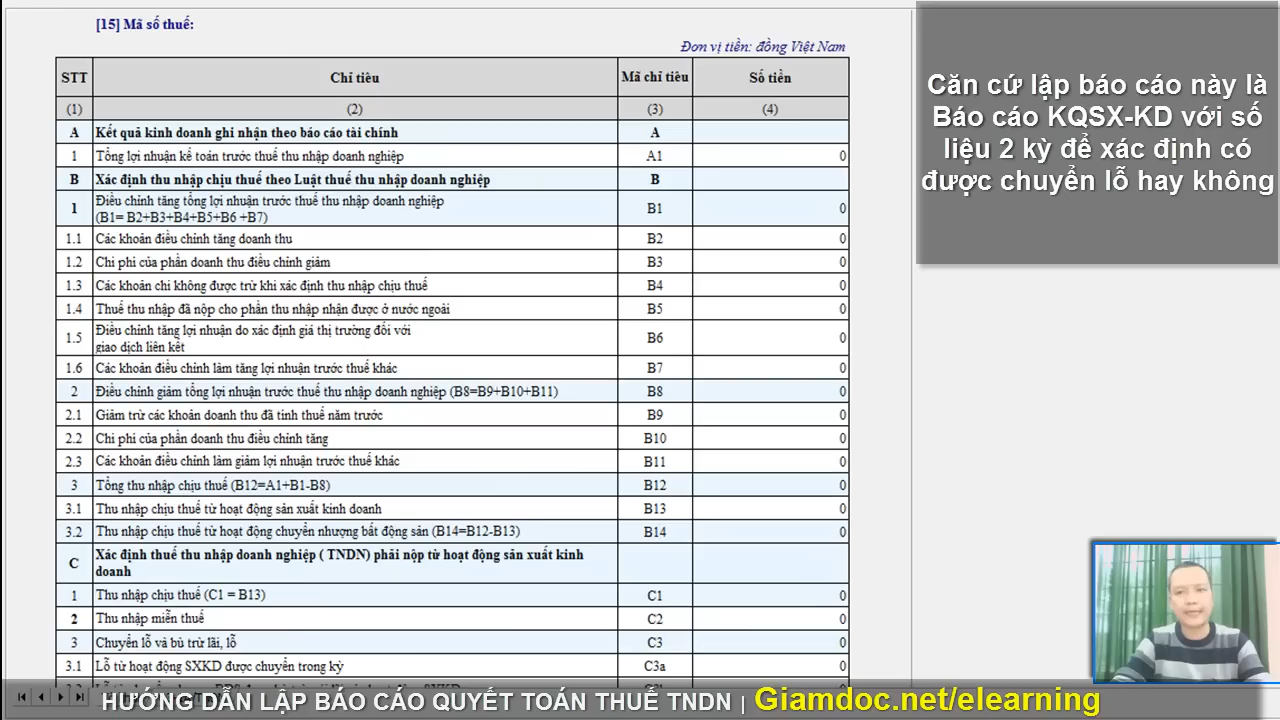 [15] Mã số thuế:
Đơn vị tiền: đồng Việt Nam
STT Chỉ tiêu Mã chỉ tiêu Số tiền
(1) (2) (3) (4)
A Kết quả kinh doanh ghi nhận theo báo cáo tài chính A
1 Tổng lợi nhuận kế toán trước thuế thu nhập doanh nghiệp A1 0
B Xác định thu nhập chịu thuế theo Luật thuế thu nhập doanh nghiệp B
1 Điều chỉnh tăng tổng lợi nhuận trước thuế thu nhập doanh nghiệp
(B1= B2+B3+B4+B5+B6 +B7) B1 0
1.1 Các khoản điều chỉnh tăng doanh thu B2 0
1.2 Chi phí của phần doanh thu điều chỉnh giảm B3 0
1.3 Các khoản chi không được trừ khi xác định thu nhập chịu thuế B4 0
1.4 Thuế thu nhập đã nộp cho phần thu nhập nhận được ở nước ngoài B5 0
1.5 Điều chỉnh tăng lợi nhuận do xác định giá thị trường đối với
giao dịch liên kết B6 0
1.6 Các khoản điều chỉnh làm tăng lợi nhuận trước thuế khác B7 0
2 Điều chỉnh giảm tổng lợi nhuận trước thuế thu nhập doanh nghiệp (B8=B9+B10+B11) B8 0
2.1 Giảm trừ các khoản doanh thu đã tính thuế năm trước B9 0
2.2 Chi phí của phần doanh thu điều chỉnh tăng B10 0
2.3 Các khoản điều chỉnh làm giảm lợi nhuận trước thuế khác B11 0
3 Tổng thu nhập chịu thuế (B12=A1+B1-B8) B12 0
3.1 Thu nhập chịu thuế từ hoạt động sản xuất kinh doanh B13 0
3.2 Thu nhập chịu thuế từ hoạt động chuyển nhượng bất động sản (B14=B12-B13) B14 0
C Xác định thuế thu nhập doanh nghiệp ( TNDN) phải nộp từ hoạt động sản xuất kinh
doanh
1 Thu nhập chịu thuế (C1 = B13) C1 0
2 Thu nhập miễn thuế C2 0
3 Chuyển lỗ và bù trừ lãi, lỗ C3 0
3.1 Lỗ từ hoạt động SXKD được chuyển trong kỳ C3a 0
Căn cứ lập báo cáo này là
Báo cáo KQSX-KD với số
liệu 2 kỳ để xác định có
được chuyển lỗ hay không
HƯỚNG DẪN LẬP BÁO CÁO QUYẾT TOÁN THUẾ TNDN | Giamdoc.net/elearning